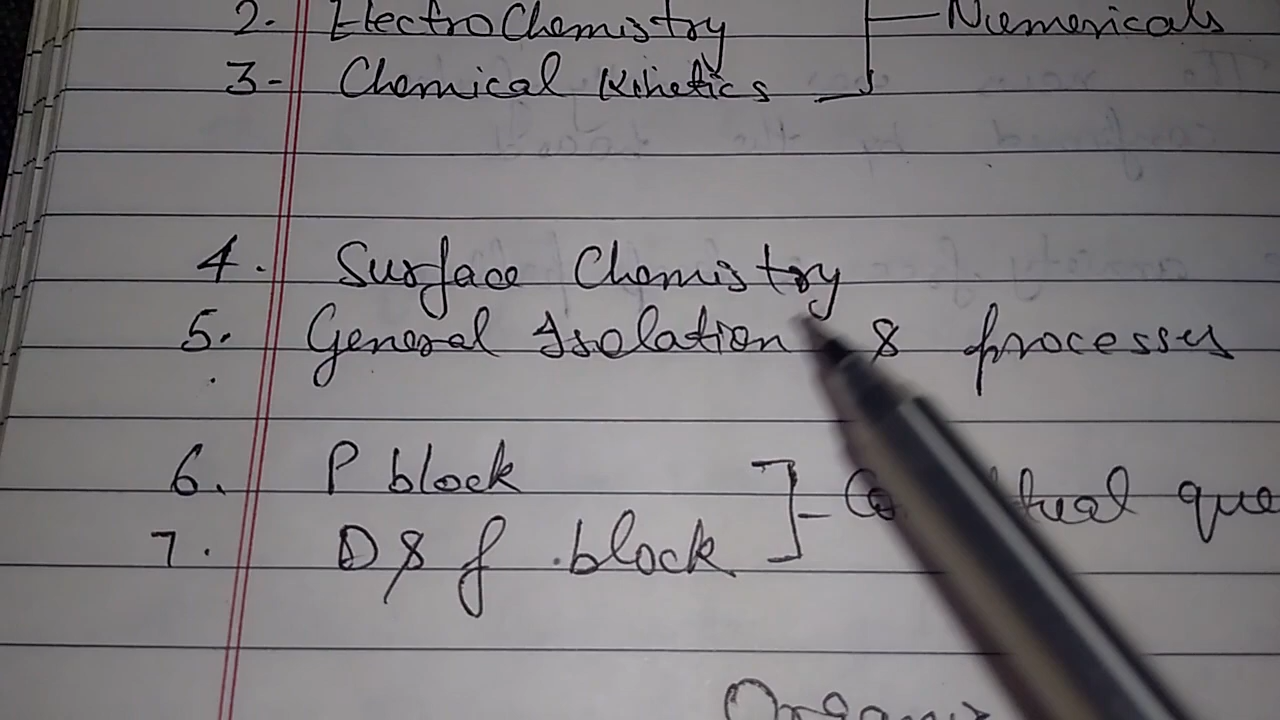 2. ElectroChemistry
Numericals
3- Chemical Kinetics
4. Surface Chemistry
5. General Isolation & processes
6. P block
7. D & f block